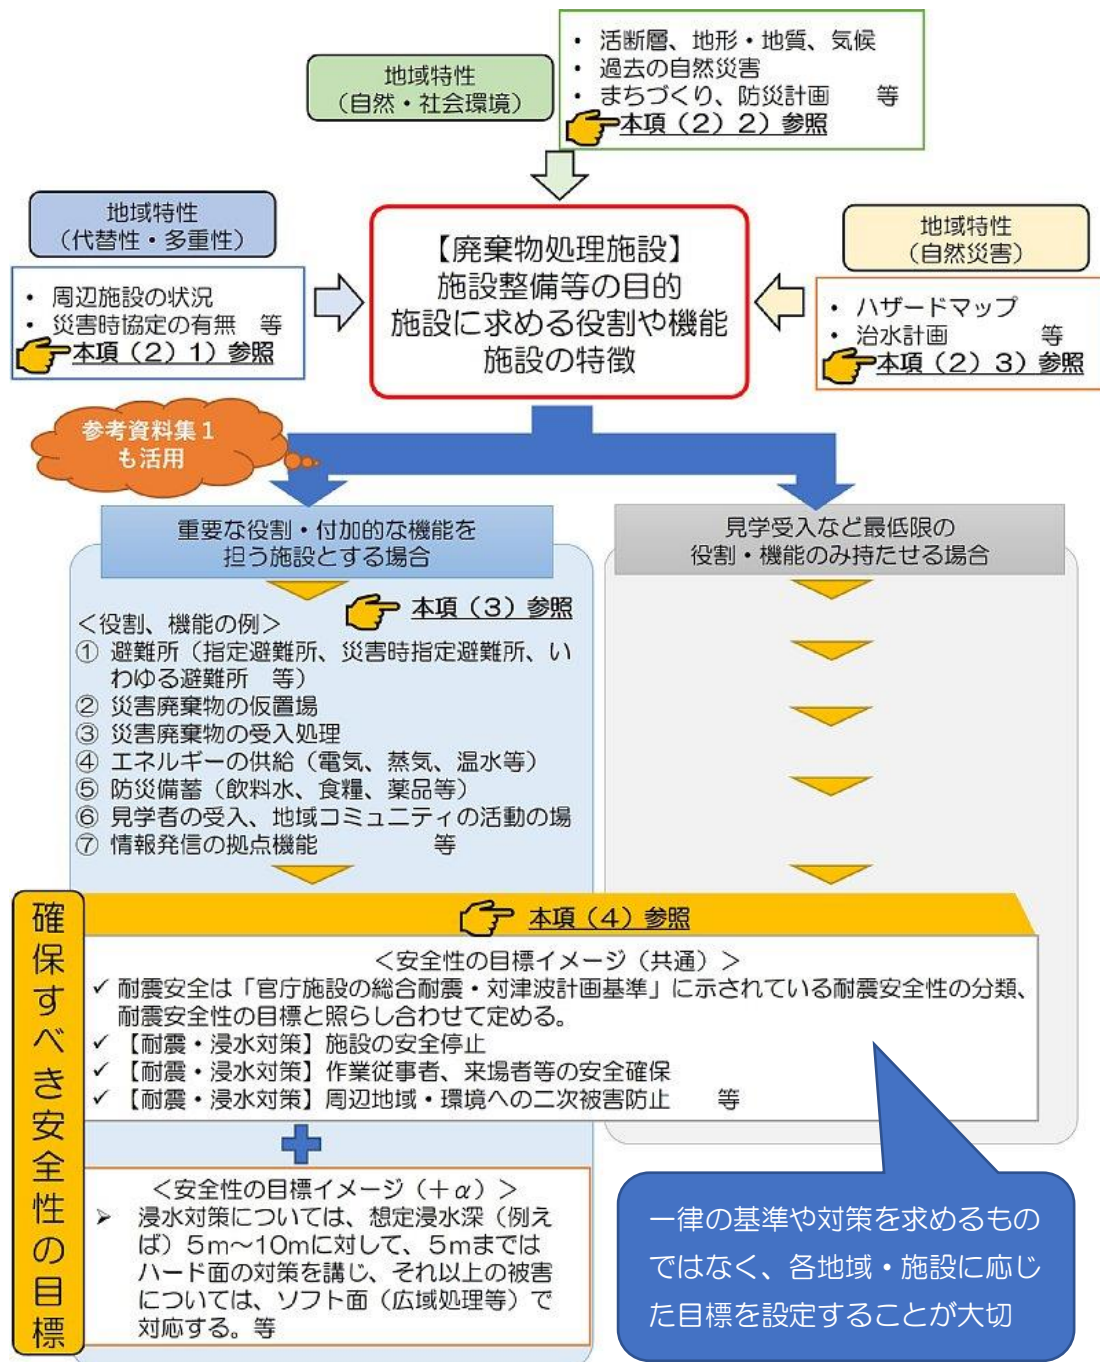 地域特性
（自然・社会環境）
・ 活断層、地形・地質、気候
・ 過去の自然災害
・ まちづくり、防災計画　等
本項（２）２）参照
地域特性
（代替性・多重性）
・ 周辺施設の状況
・ 災害時協定の有無　等
本項（２）１）参照
【廃棄物処理施設】
施設整備等の目的
施設に求める役割や機能
施設の特徴
地域特性
（自然災害）
・ ハザードマップ
・ 治水計画　等
本項（２）３）参照
参考資料集１
も活用
重要な役割・付加的な機能を
担う施設とする場合
本項（３）参照
＜役割、機能の例＞
① 避難所（指定避難所、災害時指定避難所、い
わゆる避難所　等）
② 災害廃棄物の仮置場
③ 災害廃棄物の受入処理
④ エネルギーの供給（電気、蒸気、温水等）
⑤ 防災備蓄（飲料水、食糧、薬品等）
⑥ 見学者の受入、地域コミュニティの活動の場
⑦ 情報発信の拠点機能　等
見学受入など最低限の
役割・機能のみ持たせる場合
確保すべき安全性の目標
本項（４）参照
＜安全性の目標イメージ（共通）＞
✓ 耐震安全は「官庁施設の総合耐震・対津波計画基準」に示されている耐震安全性の分類、
耐震安全性の目標と照らし合わせて定める。
✓ 【耐震・浸水対策】施設の安全停止
✓ 【耐震・浸水対策】作業従事者、来場者等の安全確保
✓ 【耐震・浸水対策】周辺地域・環境への二次被害防止　等
＜安全性の目標イメージ（＋α）＞
➢ 浸水対策については、想定浸水深（例え
ば）５ｍ～10ｍに対して、５ｍまでは
ハード面の対策を講じ、それ以上の被害
については、ソフト面（広域処理等）で
対応する。等
一律の基準や対策を求めるもの
ではなく、各地域・施設に応じ
た目標を設定することが大切